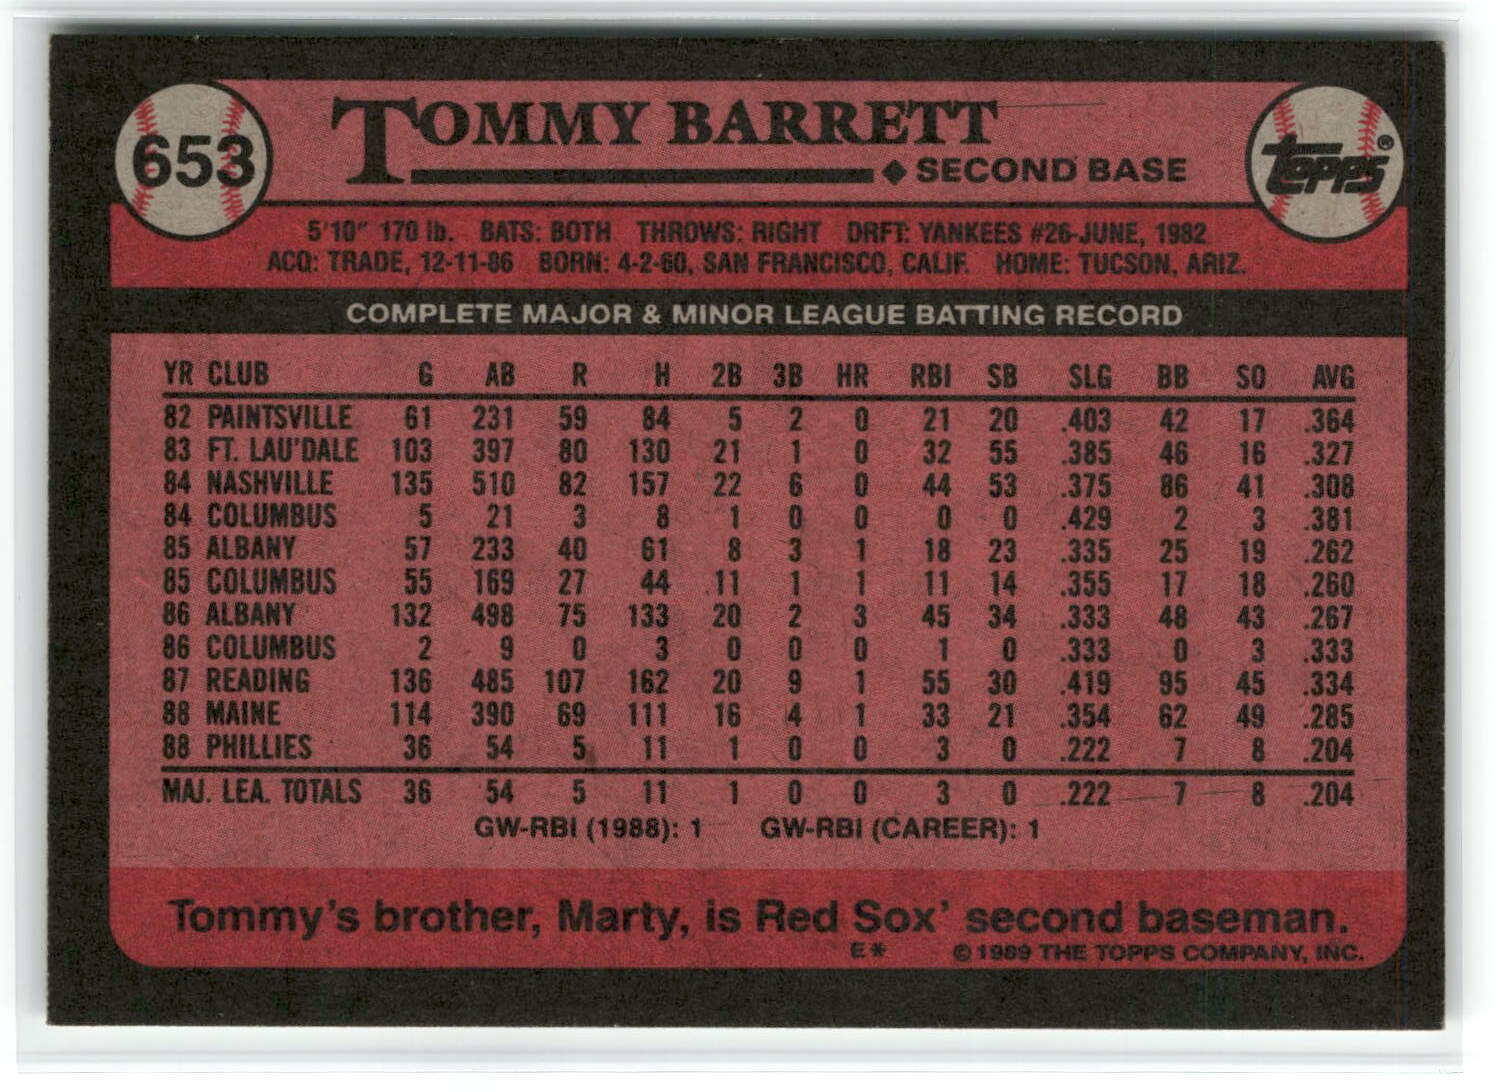 653
TOMMY BARRETT
◆ SECOND BASE
topps®
5'10" 170 lb. BATS: BOTH THROWS: RIGHT DRFT: YANKEES #26-JUNE, 1982
ACQ: TRADE, 12-11-86 BORN: 4-2-60, SAN FRANCISCO, CALIF. HOME: TUCSON, ARIZ.
COMPLETE MAJOR & MINOR LEAGUE BATTING RECORD
YR CLUB G AB R H 2B 3B HR RBI SB SLG BB SO AVG
82 PAINTSVILLE 61 231 59 84 5 2 0 21 20 .403 42 17 .364
83 FT. LAU'DALE 103 397 80 130 21 1 0 32 55 .385 46 16 .327
84 NASHVILLE 135 510 82 157 22 6 0 44 53 .375 86 41 .308
84 COLUMBUS 5 21 3 8 1 0 0 0 0 .429 2 3 .381
85 ALBANY 57 233 40 61 8 3 1 18 23 .335 25 19 .262
85 COLUMBUS 55 169 27 44 11 1 1 11 14 .355 17 18 .260
86 ALBANY 132 498 75 133 20 2 3 45 34 .333 48 43 .267
86 COLUMBUS 2 9 0 3 0 0 0 1 0 .333 0 3 .333
87 READING 136 485 107 162 20 9 1 55 30 .419 95 45 .334
88 MAINE 114 390 69 111 16 4 1 33 21 .354 62 49 .285
88 PHILLIES 36 54 5 11 1 0 0 3 0 .222 7 8 .204
MAJ. LEA. TOTALS 36 54 5 11 1 0 0 3 0 .222 7 8 .204
GW-RBI (1988): 1 GW-RBI (CAREER): 1
Tommy's brother, Marty, is Red Sox' second baseman.
E* © 1989 THE TOPPS COMPANY, INC.